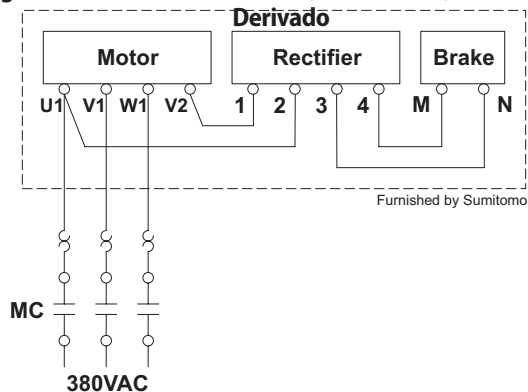 Derivado
Motor Rectifier Brake
U1 V1 W1 V2 1 2 3 4 M N
Furnished by Sumitomo
MC
380VAC